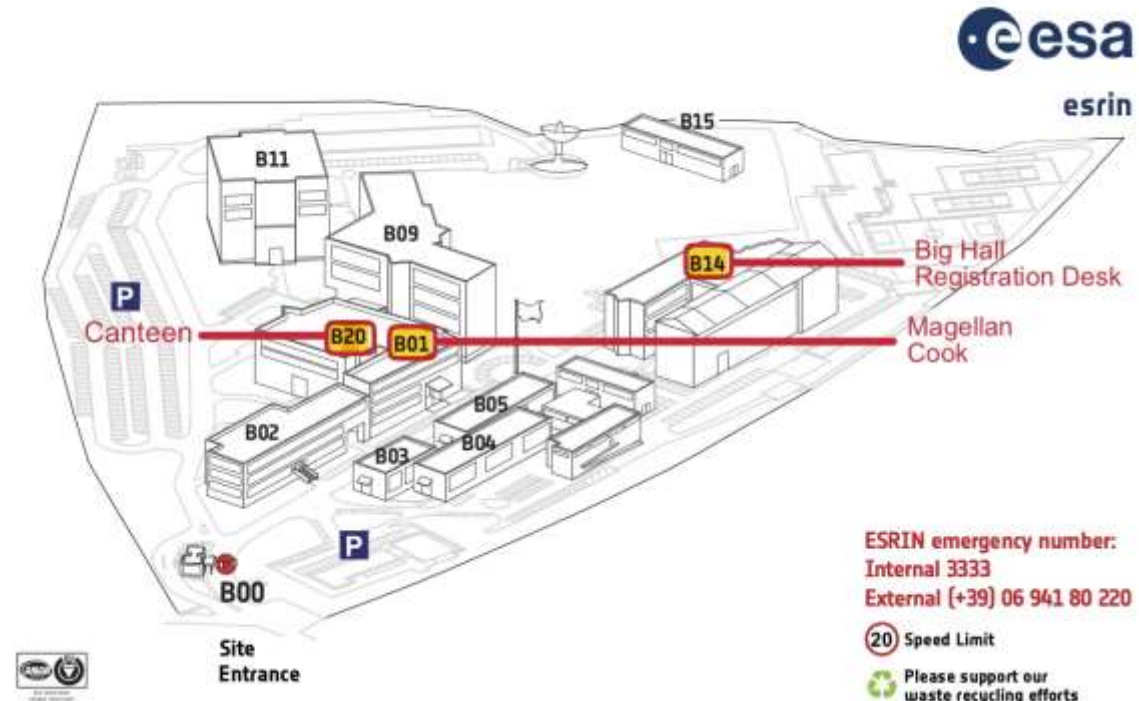 esa
esrin
B15
B11
B09
B14
Big Hall
Registration Desk
P
Canteen
B20
B01
Magellan
Cook
B05
B02
B04
B03
P
B00
Site
Entrance
ESRIN emergency number:
Internal 3333
External (+39) 06 941 80 220
20 Speed Limit
Please support our
waste recycling efforts